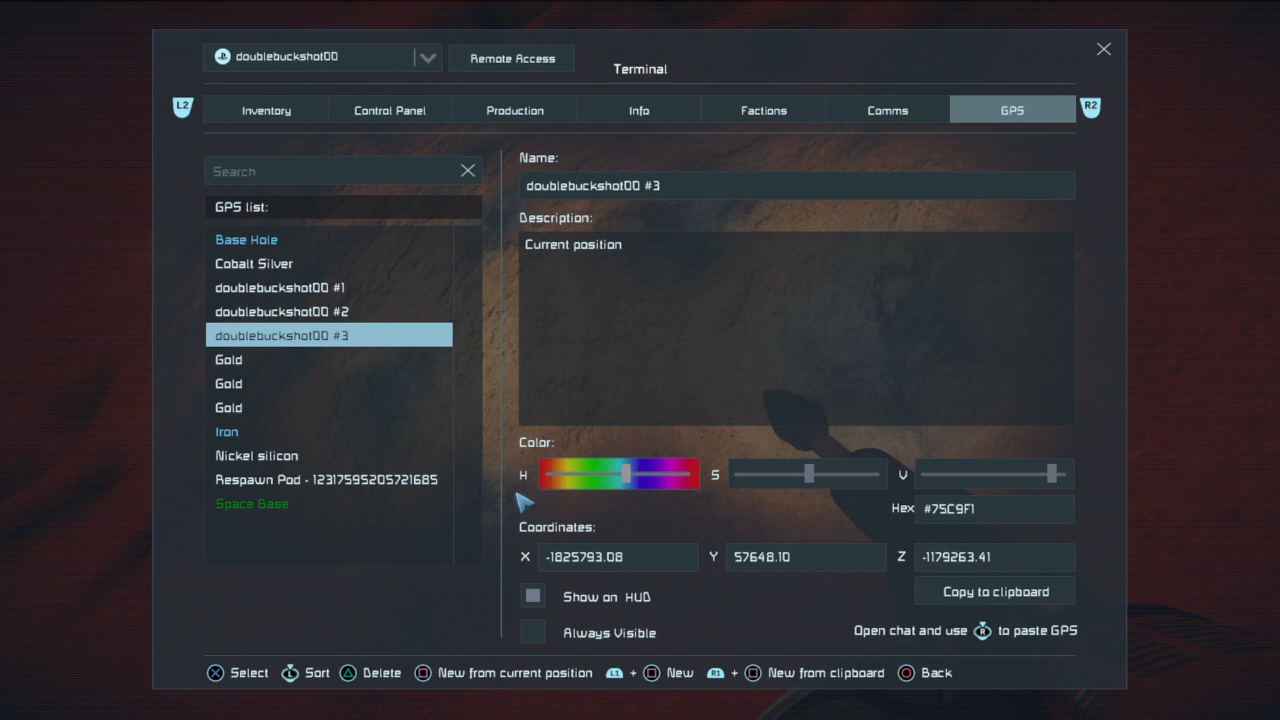 doublebuckshot00
Remote Access
Terminal
L2
Inventory
Control Panel
Production
Info
Factions
Comms
GPS
R2
Search
GPS list:
Base Hole
Cobalt Silver
doublebuckshot00 #1
doublebuckshot00 #2
doublebuckshot00 #3
Gold
Gold
Gold
Iron
Nickel silicon
Respawn Pod - 12317595205721685
Space Base
Name:
doublebuckshot00 #3
Description:
Current position
Color:
H
S
V
Hex #75C9F1
Coordinates:
X -1825793.08
Y 57648.10
Z -1179263.41
Show on HUD
Copy to clipboard
Always Visible
Open chat and use R to paste GPS
Select
L Sort
Delete
New from current position
L1 + New
R1 + New from clipboard
Back